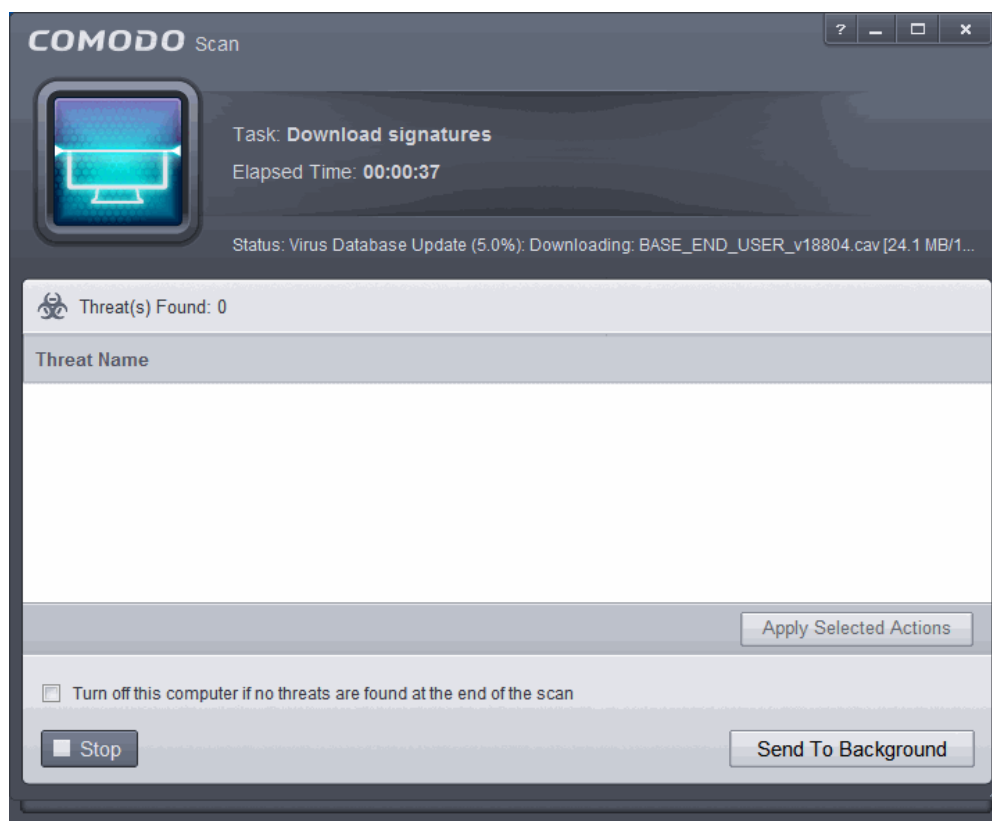 COMODO Scan
?
Task: Download signatures
Elapsed Time: 00:00:37
Status: Virus Database Update (5.0%): Downloading: BASE_END_USER_v18804.cav [24.1 MB/1...
Threat(s) Found: 0
Threat Name
Apply Selected Actions
Turn off this computer if no threats are found at the end of the scan
Stop
Send To Background